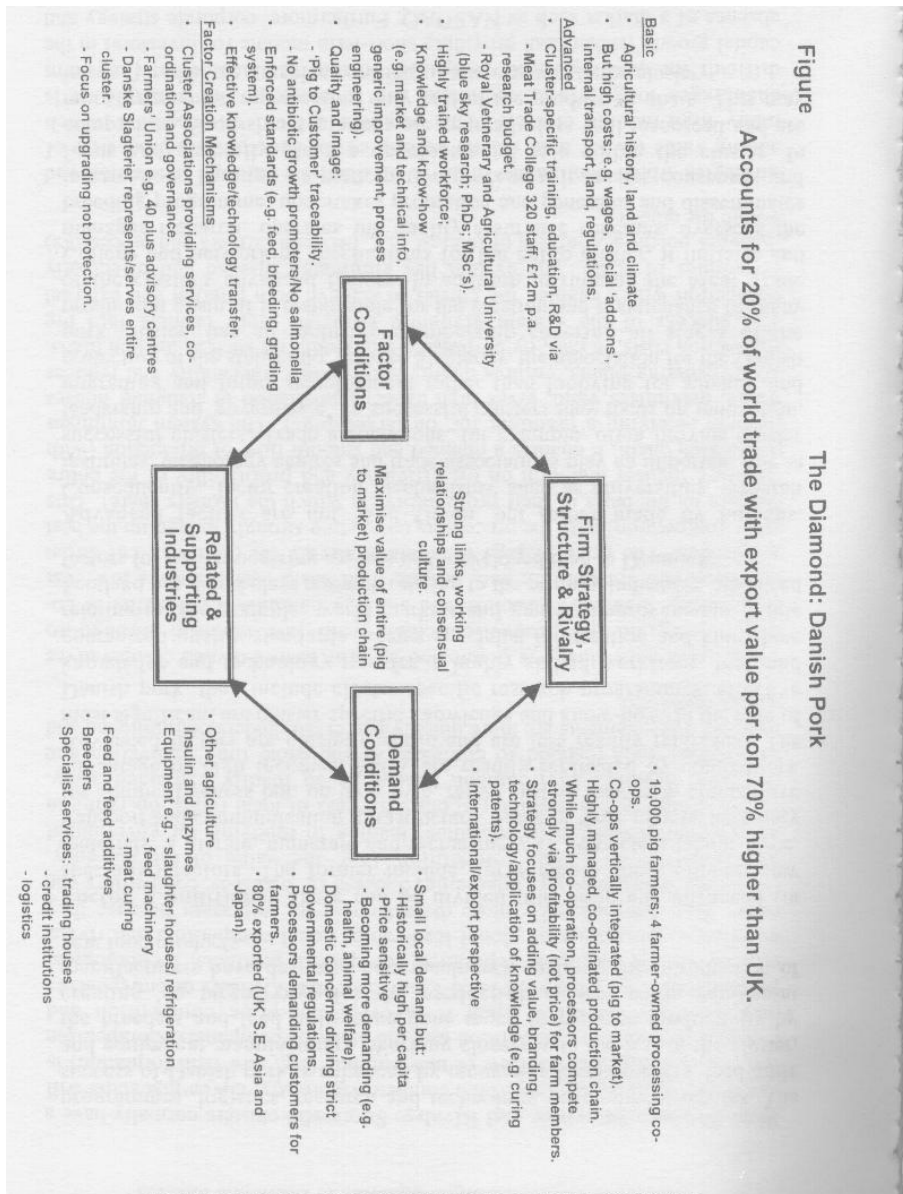 Figure
The Diamond: Danish Pork
Accounts for 20% of world trade with export value per ton 70% higher than UK.
Basic
- Agricultural history, land and climate
- But high costs: e.g. wages, social 'add-ons',
internal transport, land, regulations.
Advanced
- Cluster-specific training, education, R&D via
- Meat Trade College 320 staff, £12m p.a.
research budget.
- Royal Vetinerary and Agricultural University
(blue sky research; PhDs; MSc's).
- Highly trained workforce;
- Knowledge and know-how
(e.g. market and technical info,
genetic improvement, process
engineering).
- Quality and image:
- 'Pig to Customer' traceability.
- No antibiotic growth promoters/No salmonella
- Enforced standards (e.g. feed, breeding, grading
system).
- Effective knowledge/technology transfer.
Factor Creation Mechanisms
- Cluster Associations providing services, co-
ordination and governance.
- Farmers' Union e.g. 40 plus advisory centres
- Danske Slagterier represents/serves entire
cluster
- Focus on upgrading not protection.
Factor
Conditions
Firm Strategy
Structure & Rivalry
Strong links, working
relationships and consensual
culture.
Maximise value of entire (pig
to market) production chain
Related &
Supporting
Industries
Demand
Conditions
- 19,000 pig farmers; 4 farmer-owned processing co-
ops.
- Co-ops vertically integrated (pig to market).
- Highly managed, co-ordinated production chain.
- While much co-operation, processors compete
strongly via profitability (not price) for farm members.
- Strategy focuses on adding value, branding,
technology/application of knowledge (e.g. curing
patents).
- International/export perspective
Small local demand but:
- Historically high per capita
- Price sensitive
- Becoming more demanding (e.g.
health, animal welfare).
- Domestic concerns driving strict
governmental regulations.
- Processors demanding customers for
farmers.
- 80% exported (UK, S.E. Asia and
Japan).
- Other agriculture
- Insulin and enzymes
- Equipment e.g. - slaughter houses/ refrigeration
- feed machinery
- meat curing
- Feed and feed additives
- Breeders
- Specialist services: - trading houses
- credit institutions
- logistics